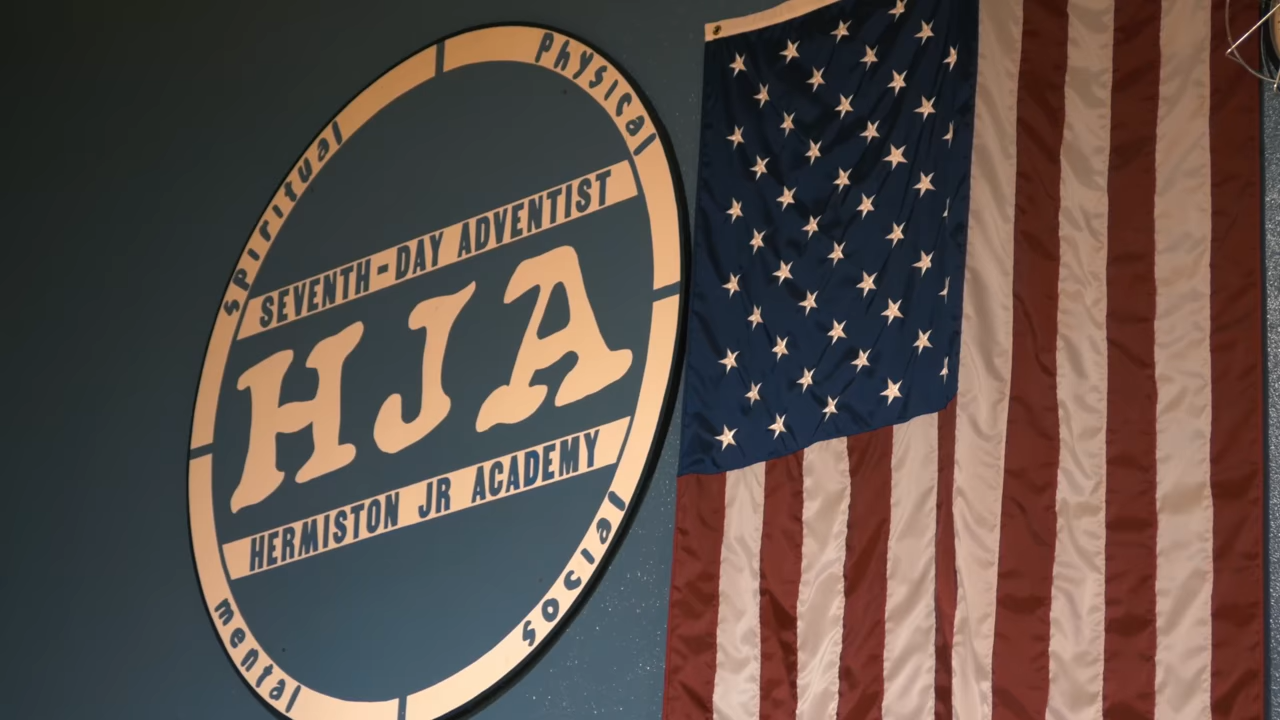 Spiritual
Physical
SEVENTH-DAY ADVENTIST
HJA
HERMISTON JR ACADEMY
mental
social